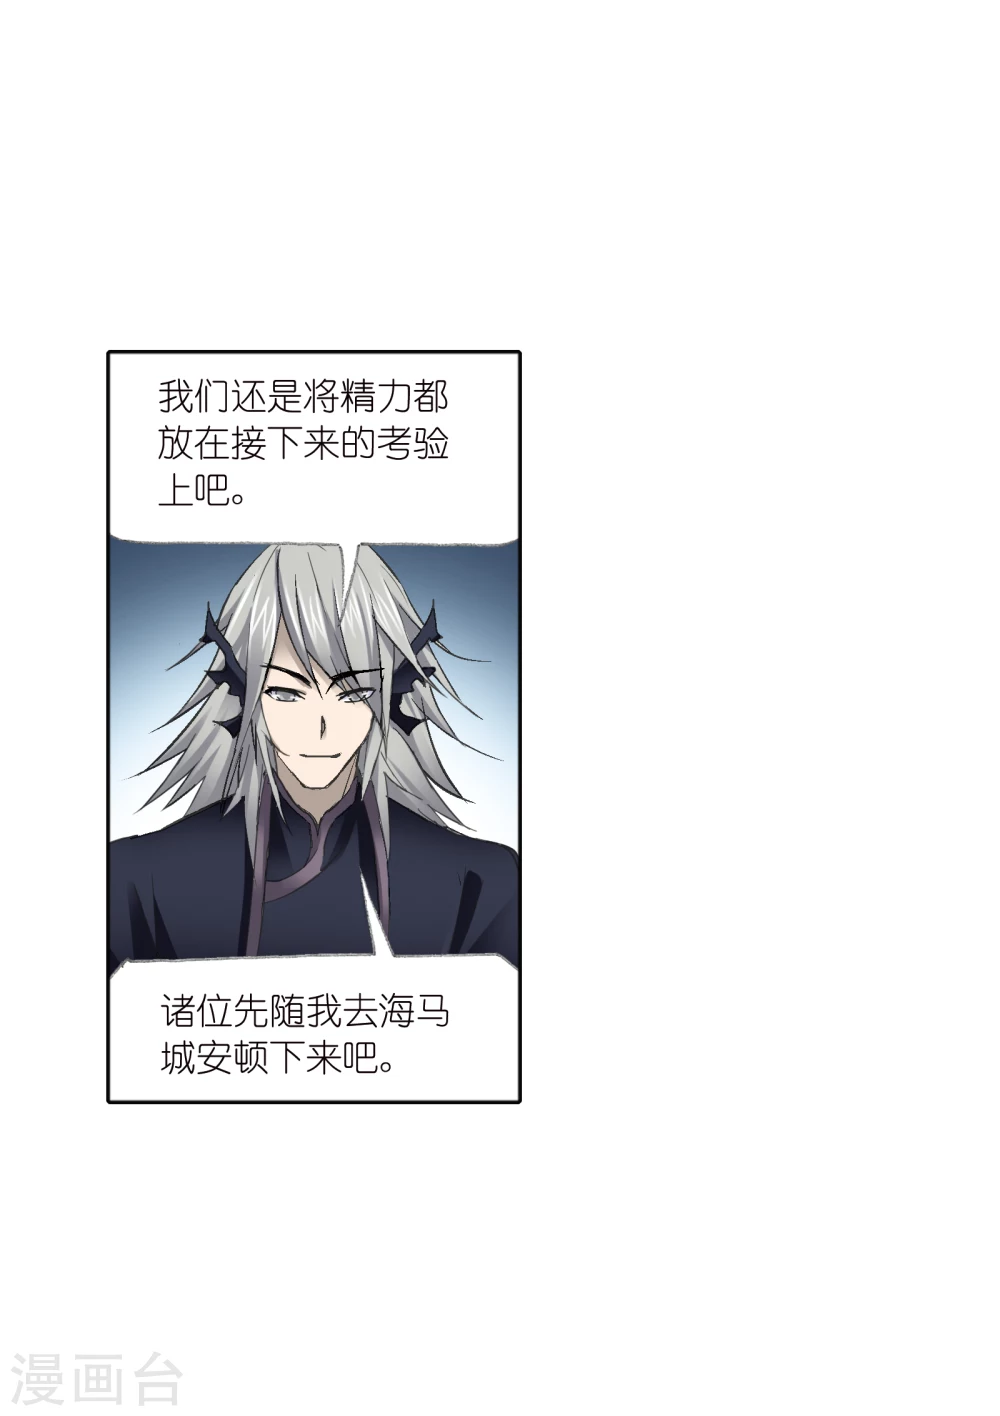 我们还是将精力都
放在接下来的考验
上吧。
诸位先随我去海马
城安顿下来吧。
漫画台